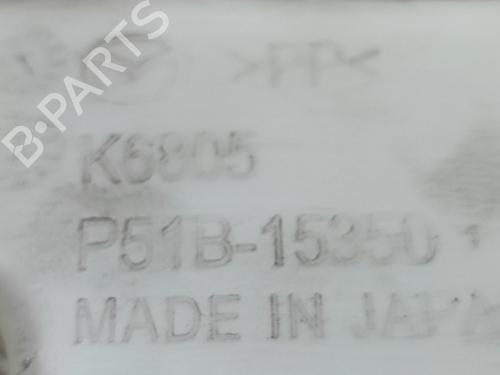 B-PARTS
>PP<
K6805
P51B-15350
MADE IN JAPA